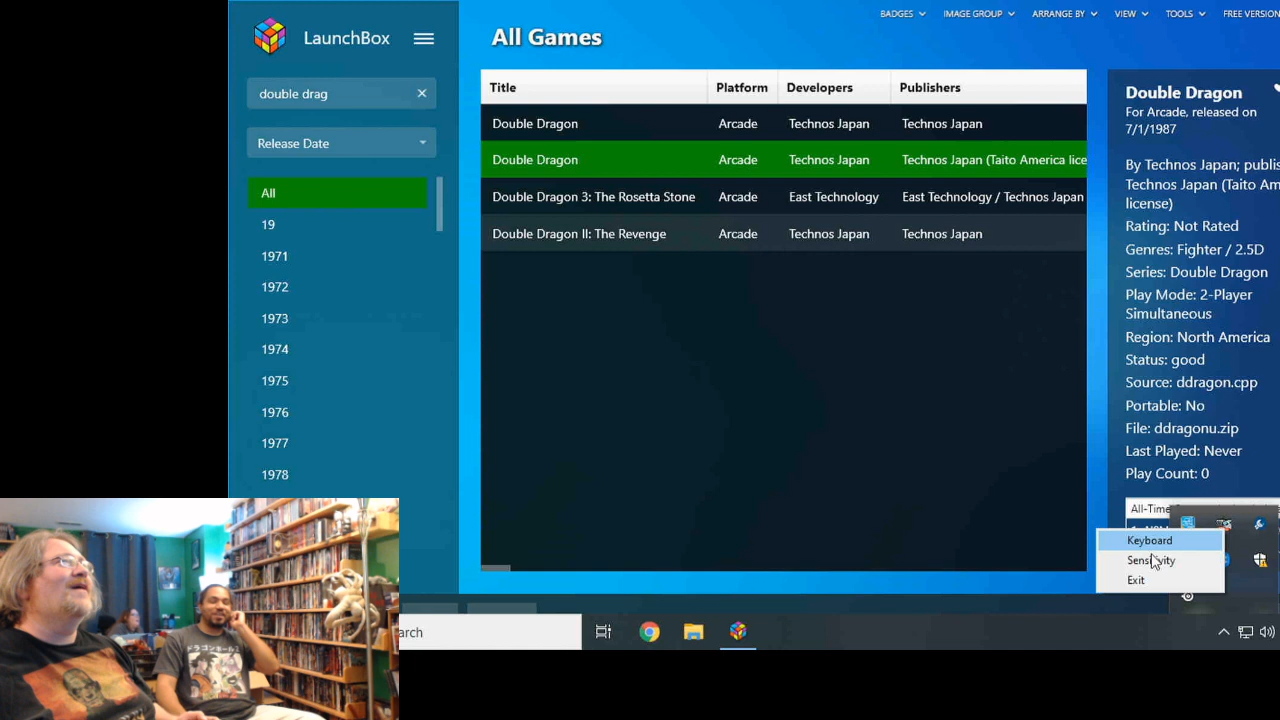 BADGES IMAGE GROUP ARRANGE BY VIEW TOOLS FREE VERSION
LaunchBox
All Games
double drag
Release Date
All
19
1971
1972
1973
1974
1975
1976
1977
1978
Title Platform Developers Publishers
Double Dragon Arcade Technos Japan Technos Japan
Double Dragon Arcade Technos Japan Technos Japan (Taito America lice
Double Dragon 3: The Rosetta Stone Arcade East Technology East Technology / Technos Japan
Double Dragon II: The Revenge Arcade Technos Japan Technos Japan
Double Dragon
For Arcade, released on
7/1/1987
By Technos Japan; publis
Technos Japan (Taito Am
license)
Rating: Not Rated
Genres: Fighter / 2.5D
Series: Double Dragon
Play Mode: 2-Player
Simultaneous
Region: North America
Status: good
Source: ddragon.cpp
Portable: No
File: ddragonu.zip
Last Played: Never
Play Count: 0
All-Time
Keyboard
Sensitivity
Exit
arch